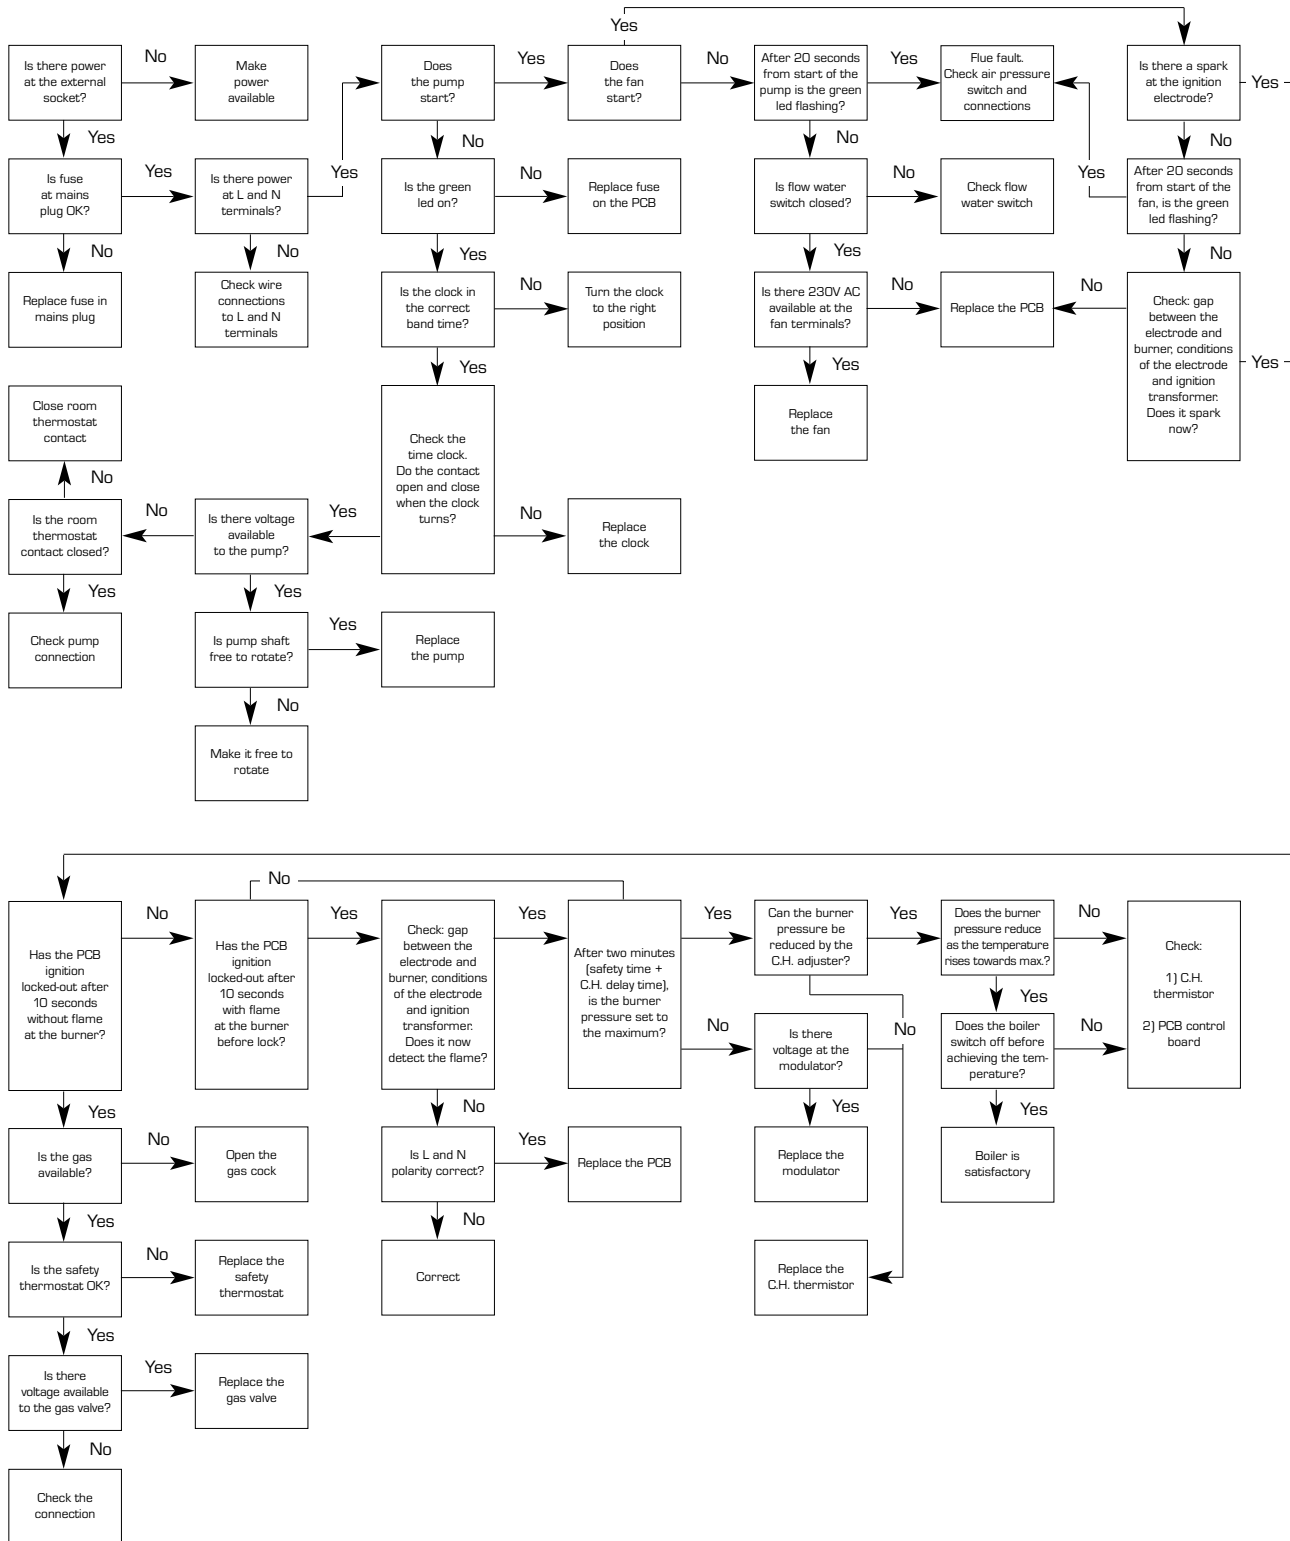 Yes
Is there power
at the external
socket?
No
Make
power
available
Does
the pump
start?
Yes
Does
the fan
start?
No
After 20 seconds
from start of the
pump is the green
led flashing?
Yes
Flue fault.
Check air pressure
switch and
connections
Is there a spark
at the ignition
electrode?
Yes
Yes
No
No
No
Is fuse
at mains
plug OK?
Yes
Is there power
at L and N
terminals?
Yes
Is the green
led on?
No
Replace fuse
on the PCB
Is flow water
switch closed?
No
Check flow
water switch
Yes
After 20 seconds
from start of the
fan, is the green
led flashing?
No
No
Yes
Yes
No
Replace fuse in
mains plug
Check wire
connections
to L and N
terminals
Is the clock in
the correct
band time?
No
Turn the clock
to the right
position
Is there 230V AC
available at the
fan terminals?
No
Replace the PCB
No
Check: gap
between the
electrode and
burner, conditions
of the electrode
and ignition
transformer.
Does it spark
now?
Yes
Yes
Yes
Close room
thermostat
contact
Replace
the fan
No
Check the
time clock.
Do the contact
open and close
when the clock
turns?
Is the room
thermostat
contact closed?
No
Is there voltage
available
to the pump?
Yes
No
Replace
the clock
Yes
Yes
Check pump
connection
Is pump shaft
free to rotate?
Yes
Replace
the pump
No
Make it free to
rotate
No
Has the PCB
ignition
locked-out after
10 seconds
without flame
at the burner?
No
Has the PCB
ignition
locked-out after
10 seconds
with flame
at the burner
before lock?
Yes
Check: gap
between the
electrode and
burner, conditions
of the electrode
and ignition
transformer.
Does it now
detect the flame?
Yes
After two minutes
(safety time +
C.H. delay time),
is the burner
pressure set to
the maximum?
Yes
Can the burner
pressure be
reduced by the
C.H. adjuster?
Yes
Does the burner
pressure reduce
as the temperature
rises towards max.?
No
Check:
1) C.H.
thermistor
2) PCB control
board
Yes
No
Is there
voltage at the
modulator?
No
Does the boiler
switch off before
achieving the tem-
perature?
No
Yes
No
Yes
Yes
Is the gas
available?
No
Open the
gas cock
Is L and N
polarity correct?
Yes
Replace the PCB
Replace the
modulator
Boiler is
satisfactory
Yes
No
Is the safety
thermostat OK?
No
Replace the
safety
thermostat
Correct
Replace the
C.H. thermistor
Yes
Is there
voltage available
to the gas valve?
Yes
Replace the
gas valve
No
Check the
connection